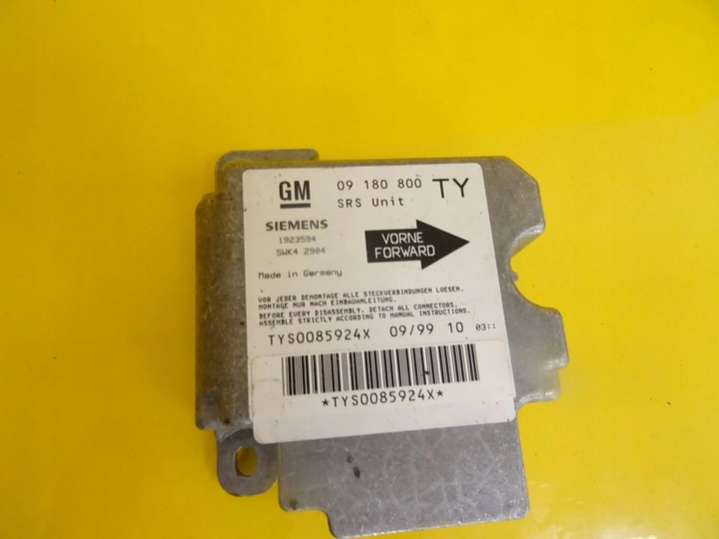 GM 09 180 800 TY
SRS Unit
SIEMENS
1923594
5WK4 2904
VORNE
FORWARD
Made in Germany
VOR JEDER DEMONTAGE ALLE STECKVERBINDUNGEN LOESEN.
MONTAGE NUR NACH EINBAUANLEITUNG.
BEFORE EVERY DISASSEMBLY, DETACH ALL CONNECTORS.
ASSEMBLE STRICTLY ACCORDING TO MANUAL INSTRUCTIONS.
TYS0085924X 09/99 10
*TYS0085924X*